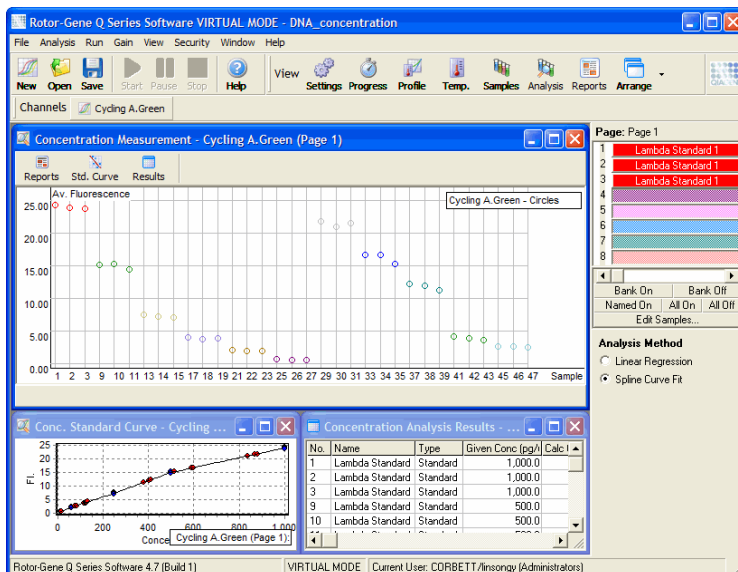 Rotor-Gene Q Series Software VIRTUAL MODE - DNA_concentration
File Analysis Run Gain View Security Window Help
New Open Save Start Pause Stop Help View Settings Progress Profile Temp. Samples Analysis Reports Arrange
Channels Cycling A.Green
Concentration Measurement - Cycling A.Green (Page 1)
Reports Std. Curve Results
Av. Fluorescence
Cycling A.Green - Circles
25.00
20.00
15.00
10.00
5.00
0.00
1 2 3 9 10 11 13 14 15 17 18 19 21 22 23 25 26 27 29 30 31 33 34 35 37 38 39 41 42 43 45 46 47 Sample
Page: Page 1
1 Lambda Standard 1
2 Lambda Standard 1
3 Lambda Standard 1
4
5
6
7
8
Bank On Bank Off
Named On All On All Off
Edit Samples...
Analysis Method
Linear Regression
Spline Curve Fit
Conc. Standard Curve - Cycling ...
25
20
15
10
5
0
Fl.
0 200 400 600 800 1,000
Conce
Cycling A.Green (Page 1):
Concentration Analysis Results - ...
No. Name Type Given Conc (pg/ Calc
1 Lambda Standard Standard 1,000.0
2 Lambda Standard Standard 1,000.0
3 Lambda Standard Standard 1,000.0
9 Lambda Standard Standard 500.0
10 Lambda Standard Standard 500.0
Rotor-Gene Q Series Software 4.7 (Build 1) VIRTUAL MODE Current User: CORBETT/linsongy (Administrators)